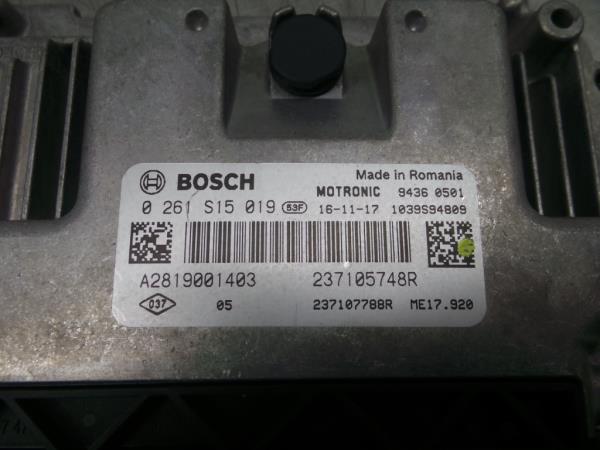 BOSCH
Made in Romania
MOTRONIC 9436 0501
0 261 S15 019 53F 16-11-17 1039S94809
A2819001403 237105748R
037 05 237107788R ME17.920